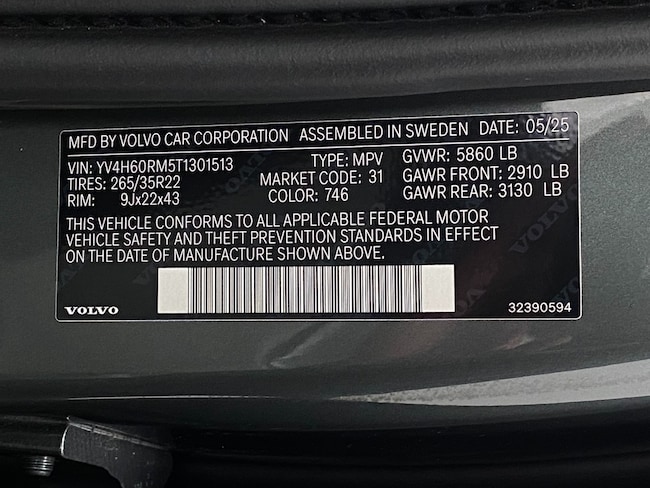 MFD BY VOLVO CAR CORPORATION ASSEMBLED IN SWEDEN DATE: 05/25
VIN: YV4H60RM5T1301513 TYPE: MPV GVWR: 5860 LB
TIRES: 265/35R22 MARKET CODE: 31 GAWR FRONT: 2910 LB
RIM: 9Jx22x43 COLOR: 746 GAWR REAR: 3130 LB
THIS VEHICLE CONFORMS TO ALL APPLICABLE FEDERAL MOTOR
VEHICLE SAFETY AND THEFT PREVENTION STANDARDS IN EFFECT
ON THE DATE OF MANUFACTURE SHOWN ABOVE.
VOLVO 32390594